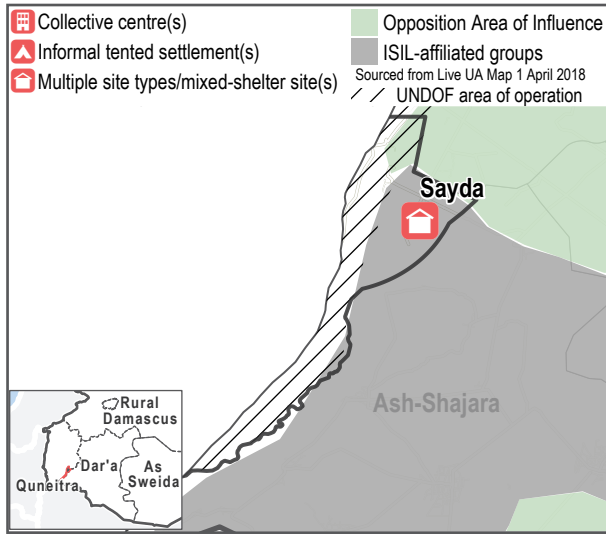 Collective centre(s)
Informal tented settlement(s)
Multiple site types/mixed-shelter site(s)
Opposition Area of Influence
ISIL-affiliated groups
Sourced from Live UA Map 1 April 2018
UNDOF area of operation
Sayda
Ash-Shajara
Rural
Damascus
Dar'a
As
Sweida
Quneitra